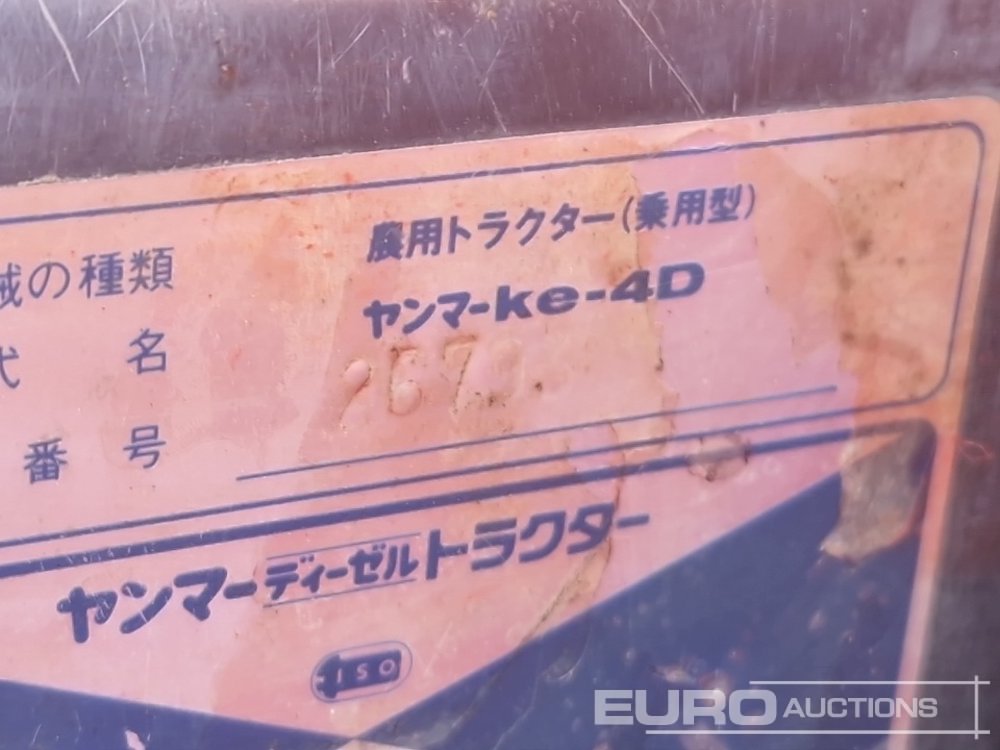 械の種類 農用トラクター(乗用型)
代名 ヤンマーke-4D
番号
ヤンマーディーゼルトラクター
ISO
EURO AUCTIONS